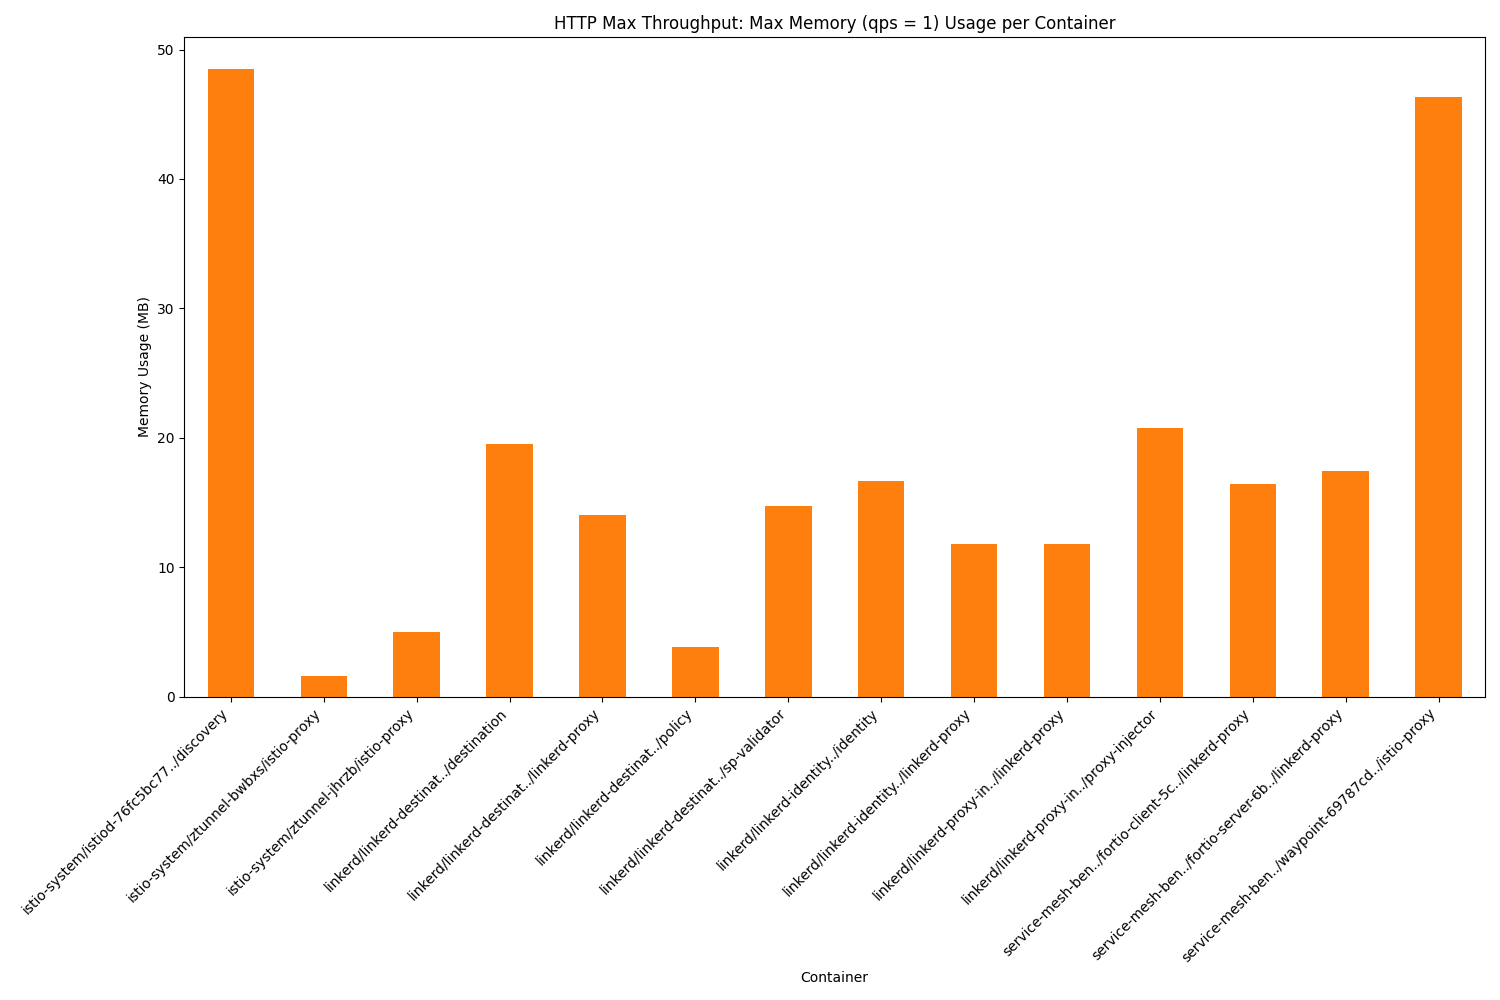 HTTP Max Throughput: Max Memory (qps = 1) Usage per Container
Memory Usage (MB)
50
40
30
20
10
0
istio-system/istiod-76fc5bc77../discovery
istio-system/ztunnel-bwbxs/istio-proxy
istio-system/ztunnel-jhrzb/istio-proxy
linkerd/linkerd-destinat../destination
linkerd/linkerd-destinat../linkerd-proxy
linkerd/linkerd-destinat../policy
linkerd/linkerd-destinat../sp-validator
linkerd/linkerd-identity../identity
linkerd/linkerd-identity../linkerd-proxy
linkerd/linkerd-proxy-in../linkerd-proxy
linkerd/linkerd-proxy-in../proxy-injector
service-mesh-ben../fortio-client-5c../linkerd-proxy
service-mesh-ben../fortio-server-6b../linkerd-proxy
service-mesh-ben../waypoint-69787cd../istio-proxy
Container